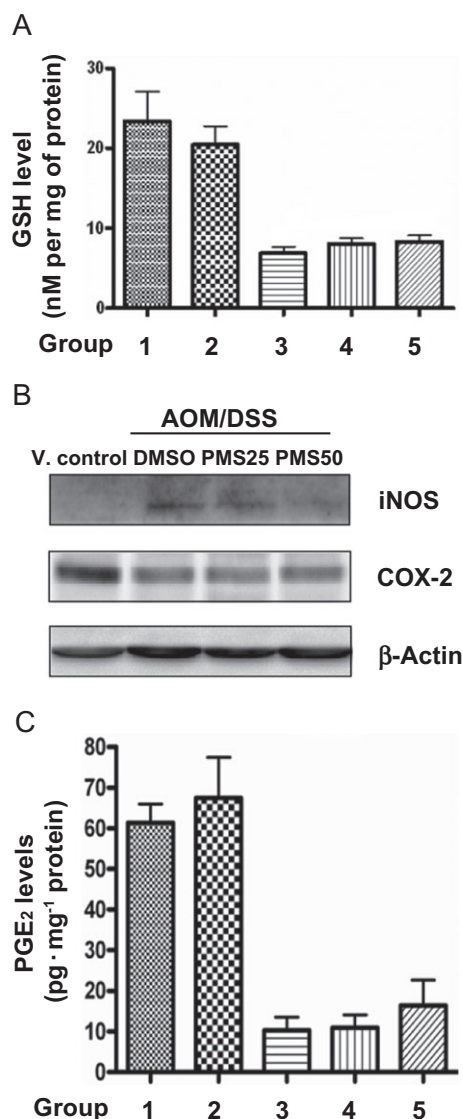 A
GSH level
(nM per mg of protein)
30
20
10
0
Group 1 2 3 4 5
B
AOM/DSS
V. control DMSO PMS25 PMS50
iNOS
COX-2
β-Actin
C
PGE₂ levels
(pg · mg⁻¹ protein)
80
70
60
50
40
30
20
10
0
Group 1 2 3 4 5